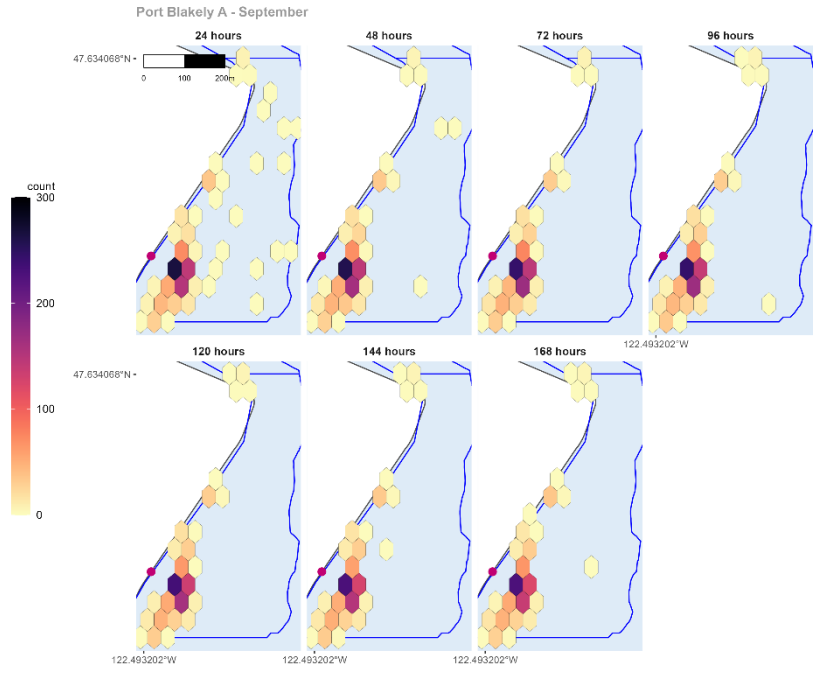 Port Blakely A - September
24 hours
48 hours
72 hours
96 hours
47.634068°N
0 100 200m
count
300
200
100
0
122.493202°W
120 hours
144 hours
168 hours
47.634068°N
122.493202°W
122.493202°W
122.493202°W